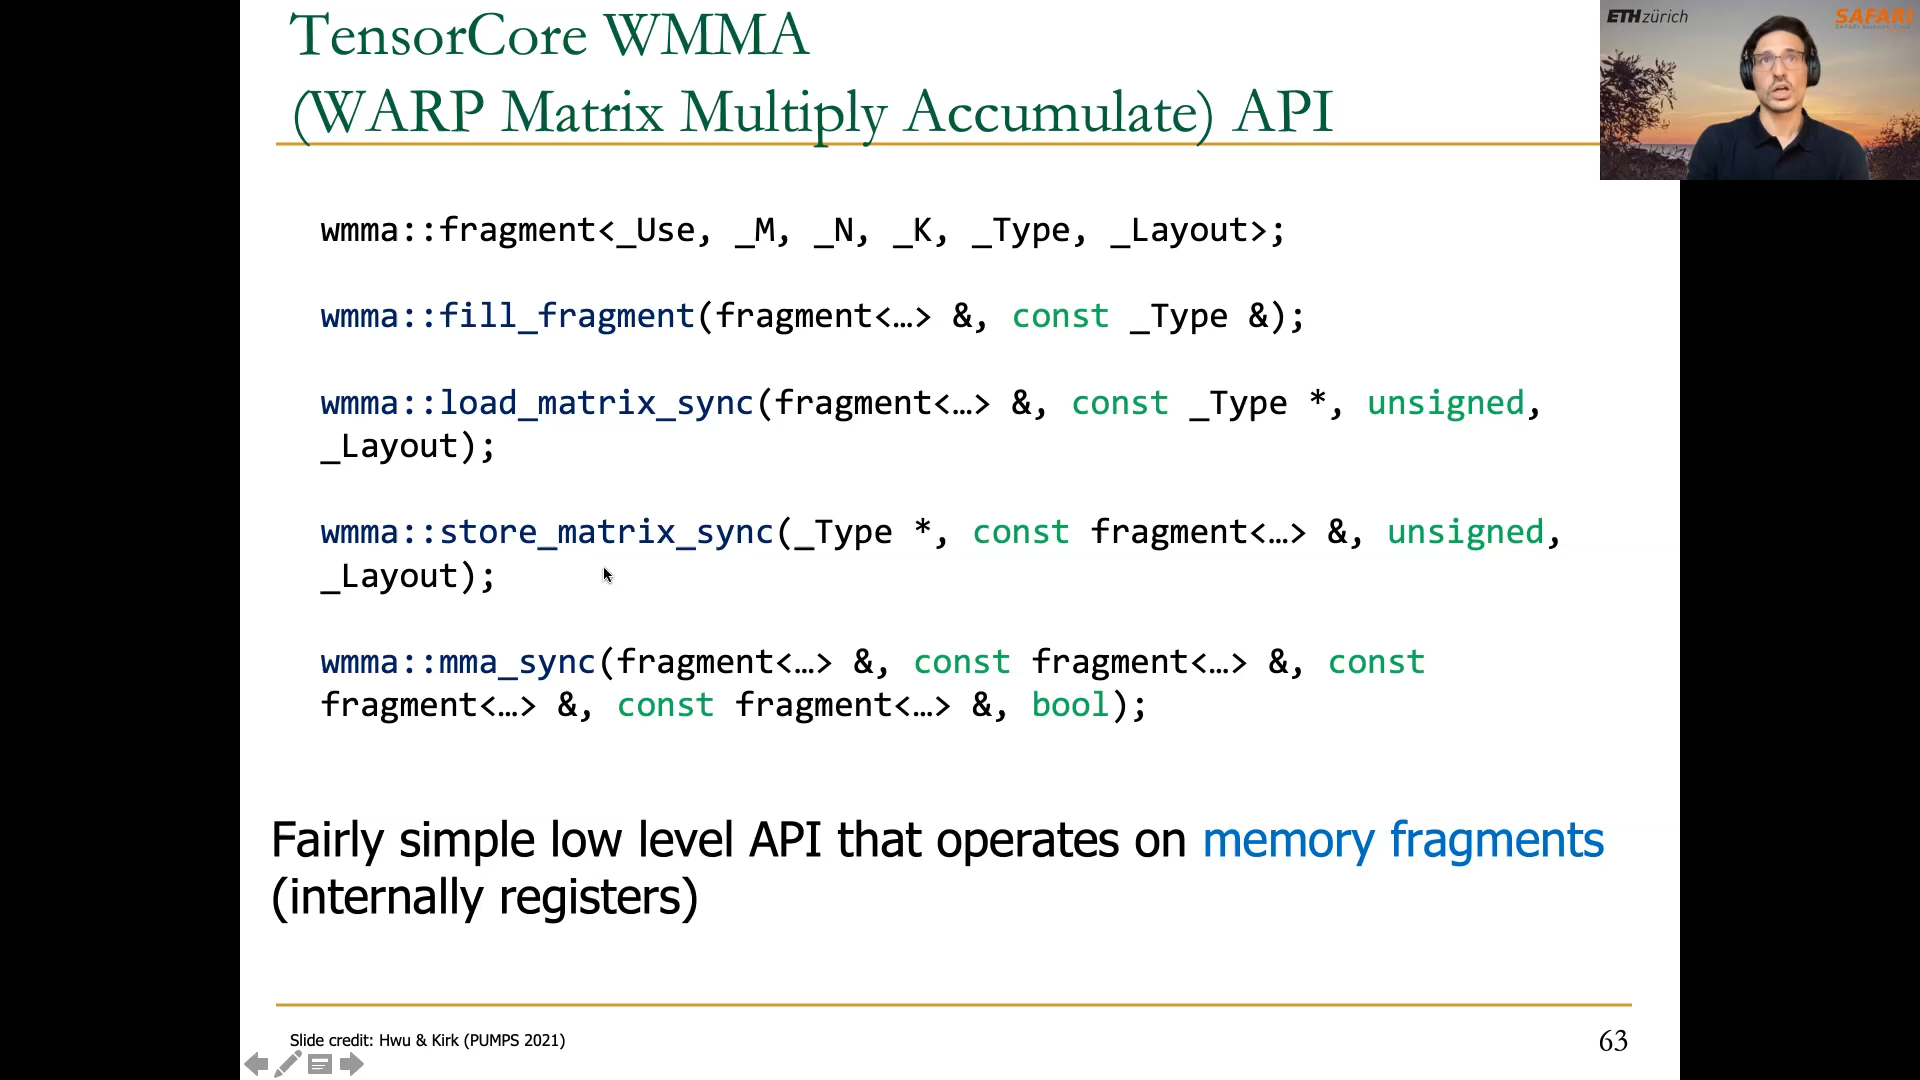 TensorCore WMMA
(WARP Matrix Multiply Accumulate) API
ETH zürich
SAFARI
wmma::fragment<_Use, _M, _N, _K, _Type, _Layout>;
wmma::fill_fragment(fragment<…> &, const _Type &);
wmma::load_matrix_sync(fragment<…> &, const _Type *, unsigned,
_Layout);
wmma::store_matrix_sync(_Type *, const fragment<…> &, unsigned,
_Layout);
wmma::mma_sync(fragment<…> &, const fragment<…> &, const
fragment<…> &, const fragment<…> &, bool);
Fairly simple low level API that operates on memory fragments
(internally registers)
Slide credit: Hwu & Kirk (PUMPS 2021)
63